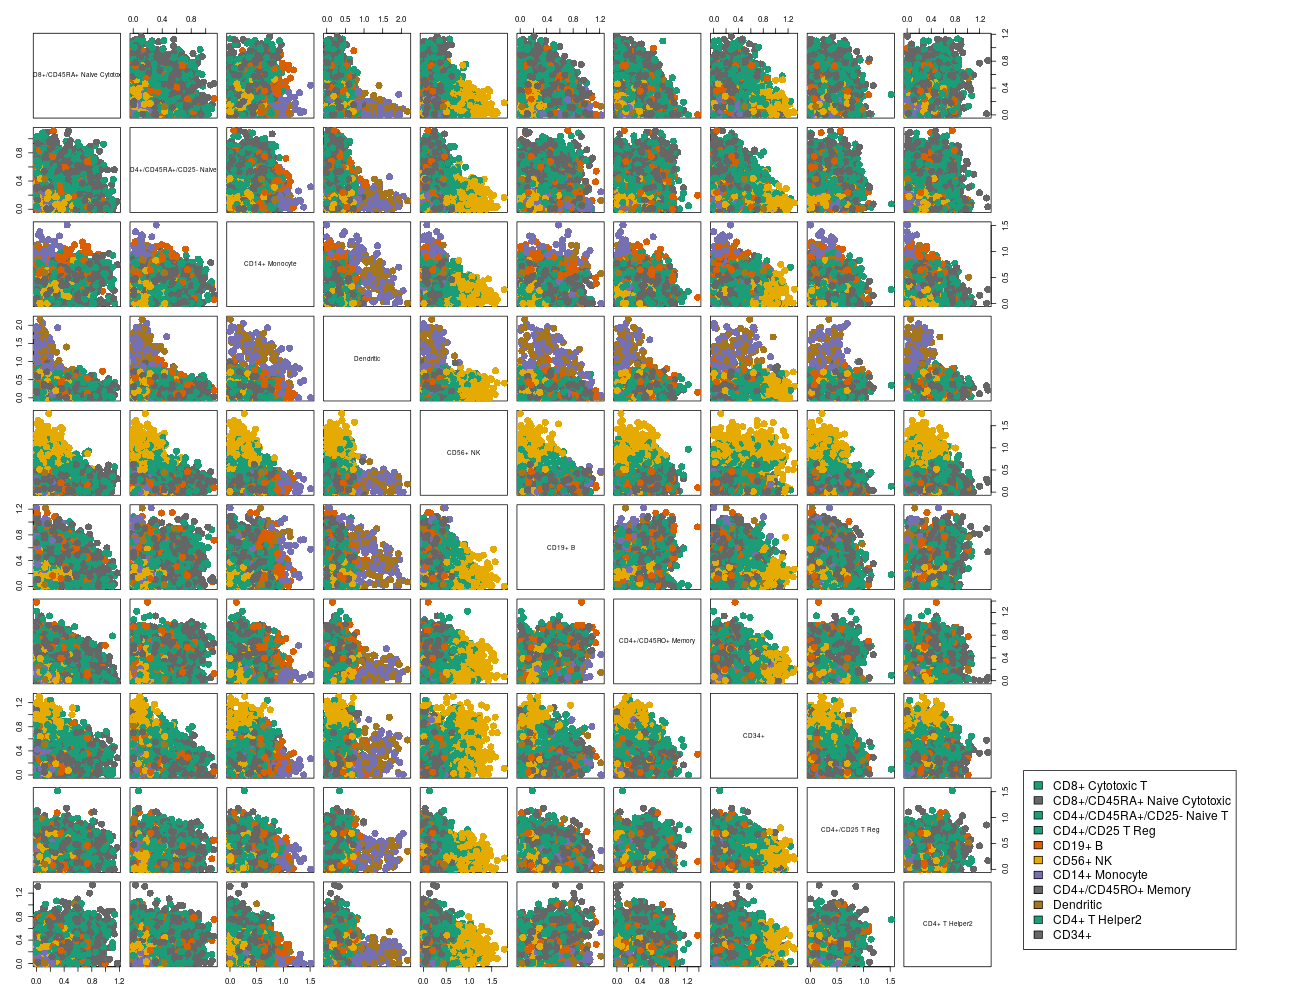 0.0 0.4 0.8
0.0 0.5 1.0 1.5 2.0
0.0 0.4 0.8 1.2
0.0 0.4 0.8 1.2
0.0 0.4 0.8 1.2
D8+/CD45RA+ Naive Cytoto
0.0 0.4 0.8 1.2
D4+/CD45RA+/CD25- Naive
0.0 0.4 0.8
CD14+ Monocyte
0.0 0.5 1.0 1.5
Dendritic
0.0 0.5 1.0 1.5 2.0
CD56+ NK
0.0 0.5 1.0 1.5
CD19+ B
0.0 0.4 0.8 1.2
CD4+/CD45RO+ Memory
0.0 0.4 0.8 1.2
CD34+
0.0 0.4 0.8 1.2
CD4+/CD25 T Reg
0.0 0.5 1.0 1.5
CD4+ T Helper2
0.0 0.4 0.8 1.2
0.0 0.4 0.8 1.2
0.0 0.5 1.0 1.5
0.0 0.5 1.0 1.5
0.0 0.4 0.8 1.2
0.0 0.5 1.0 1.5
CD8+ Cytotoxic T
CD8+/CD45RA+ Naive Cytotoxic
CD4+/CD45RA+/CD25- Naive T
CD4+/CD25 T Reg
CD19+ B
CD56+ NK
CD14+ Monocyte
CD4+/CD45RO+ Memory
Dendritic
CD4+ T Helper2
CD34+